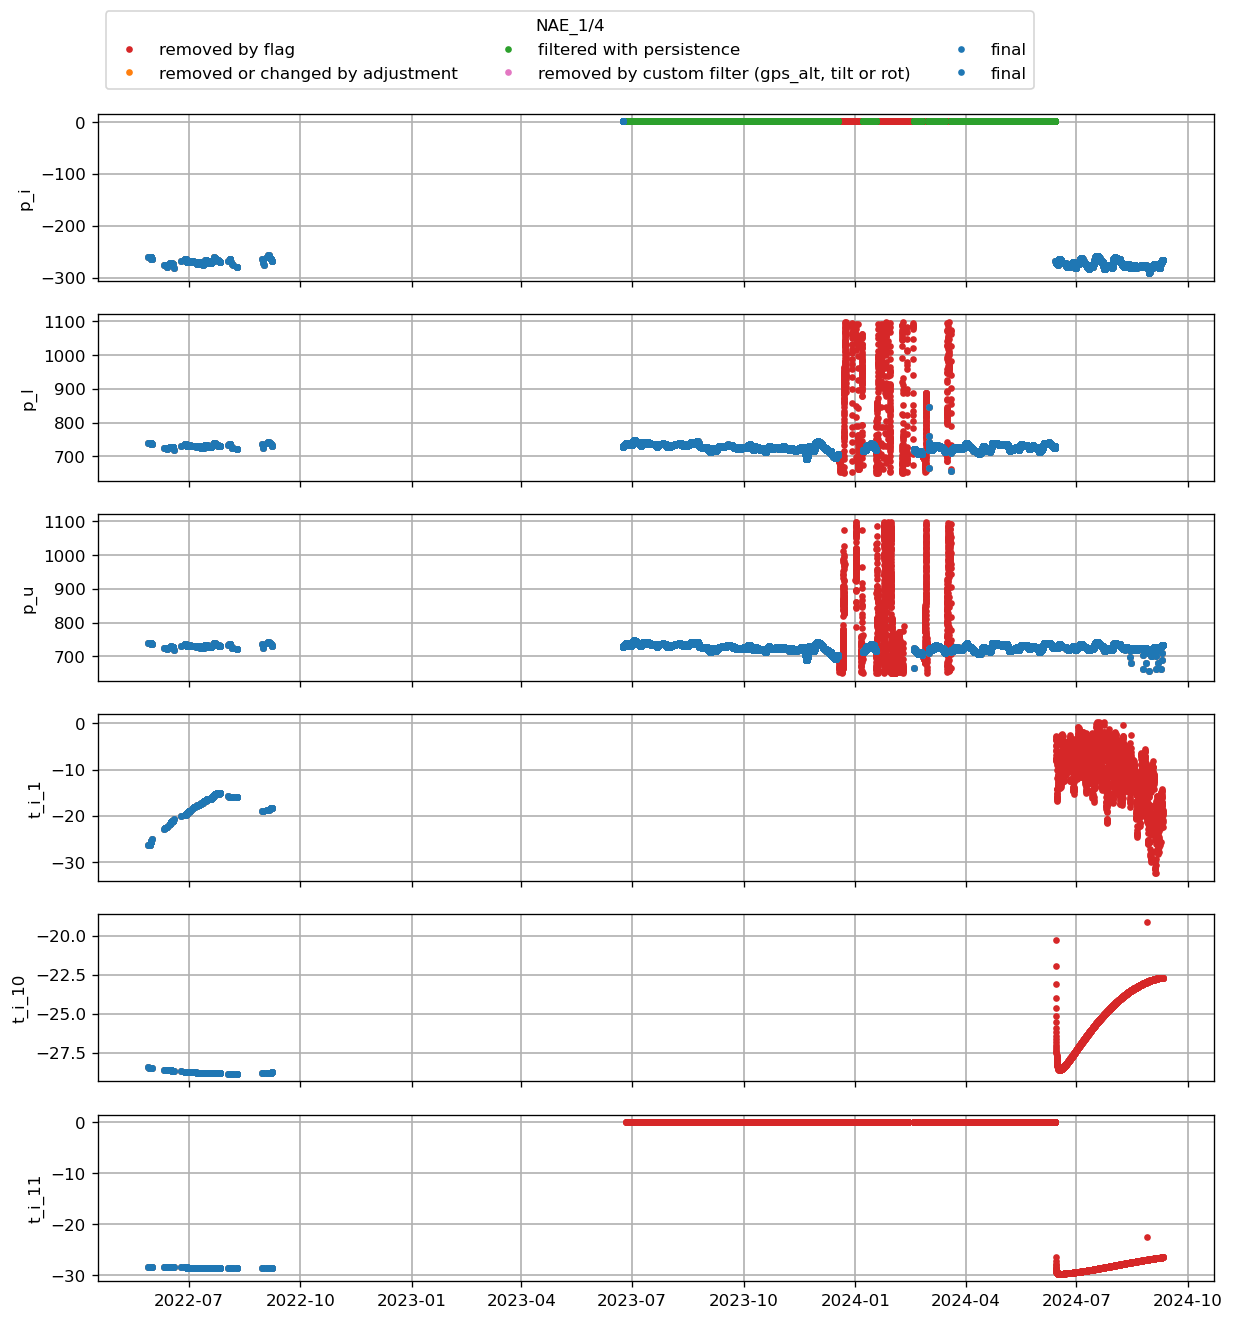 NAE_1/4
removed by flag
removed or changed by adjustment
filtered with persistence
removed by custom filter (gps_alt, tilt or rot)
final
final
p_i
0
−100
−200
−300
p_l
1100
1000
900
800
700
p_u
1100
1000
900
800
700
t_i_1
0
−10
−20
−30
t_i_10
−20.0
−22.5
−25.0
−27.5
t_i_11
0
−10
−20
−30
2022-07 2022-10 2023-01 2023-04 2023-07 2023-10 2024-01 2024-04 2024-07 2024-10